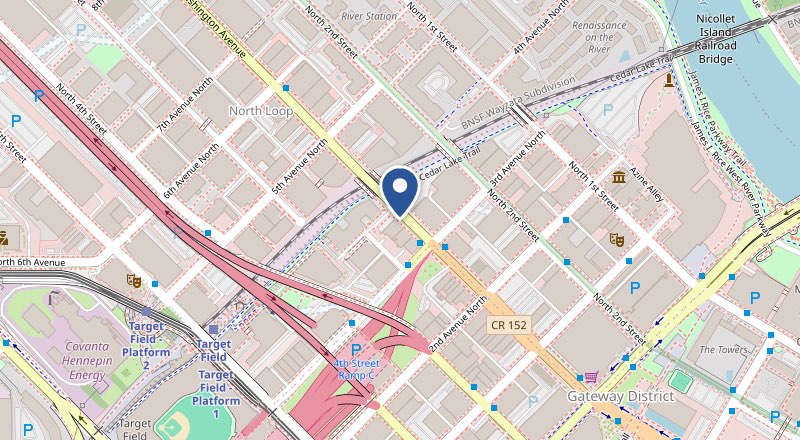 8th
Washington Avenue
River Station
North 2nd Street
North 1st Street
4th Avenue North
Renaissance
on the
River
Nicollet
Island
Railroad
Bridge
Cedar Lake Trail
BNSF Wayzata Subdivision
James I. Rice Parkway Trail
James I. Rice West River Parkway
P
P
P
P
North 4th Street
7th Avenue North
North Loop
6th Avenue North
5th Avenue North
Cedar Lake Trail
3rd Avenue North
North 1st Street
Azine Alley
North 2nd Street
orth 6th Avenue
P
P
Target
Field
Platform
2
Target
Field
Target
Field -
Platform
1
Covanta
Hennepin
Energy
P
4th Street
Ramp C
2nd Avenue North
CR 152
North 2nd Street
P
P
The Towers
Gateway District
P
P
Target
Field